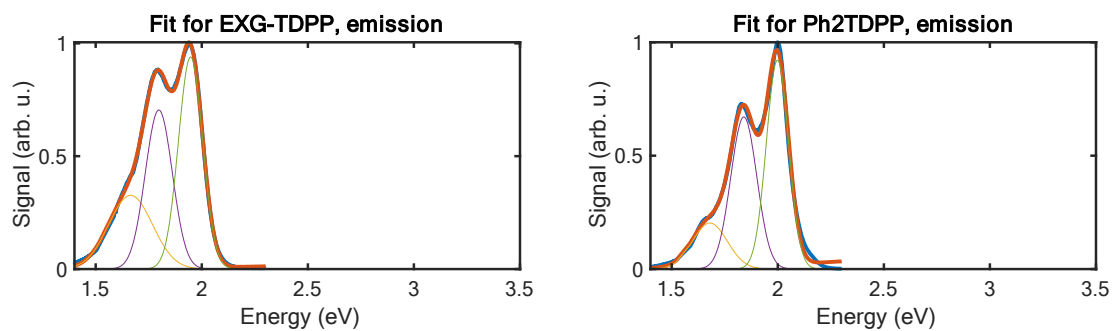 Fit for EXG-TDPP, emission
1
0.5
0
Signal (arb. u.)
1.5
2
2.5
3
3.5
Energy (eV)
Fit for Ph2TDPP, emission
1
0.5
0
Signal (arb. u.)
1.5
2
2.5
3
3.5
Energy (eV)